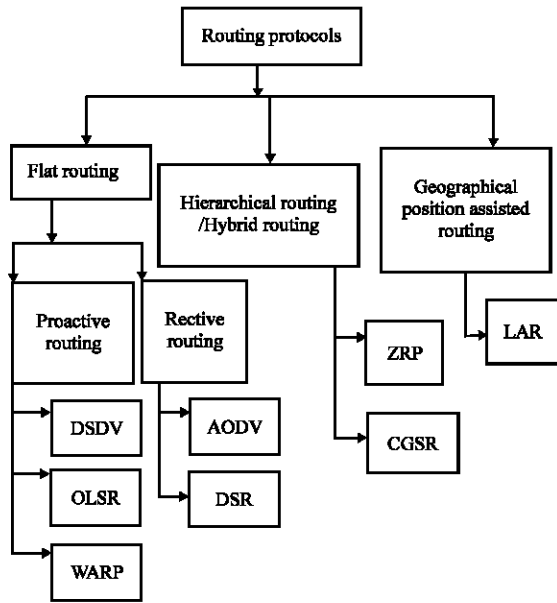 Routing protocols
Flat routing
Hierarchical routing
/Hybrid routing
Geographical
position assisted
routing
Proactive
routing
Rective
routing
ZRP
LAR
DSDV
AODV
CGSR
OLSR
DSR
WARP